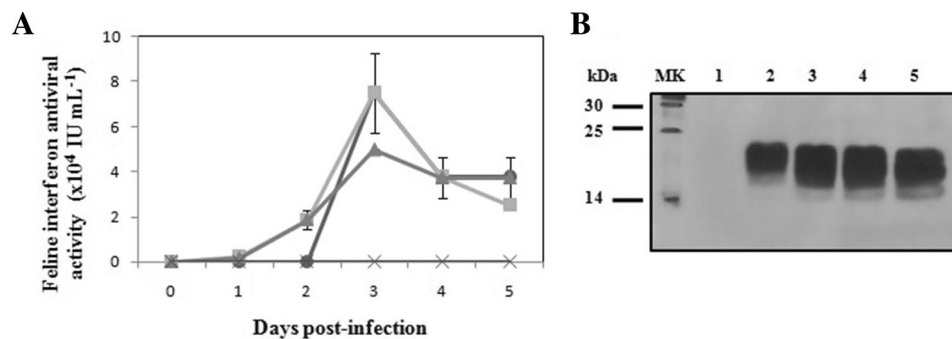 A
Feline interferon antiviral
activity (x10⁴ IU mL⁻¹)
10
8
6
4
2
0
0 1 2 3 4 5
Days post-infection
B
kDa MK 1 2 3 4 5
30
25
14